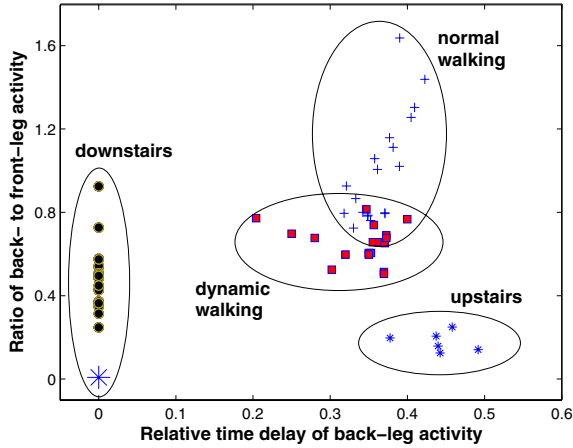 1.6
1.2
0.8
0.4
0
0
0.1
0.2
0.3
0.4
0.5
0.6
Ratio of back− to front−leg activity
Relative time delay of back−leg activity
normal
walking
downstairs
dynamic
walking
upstairs